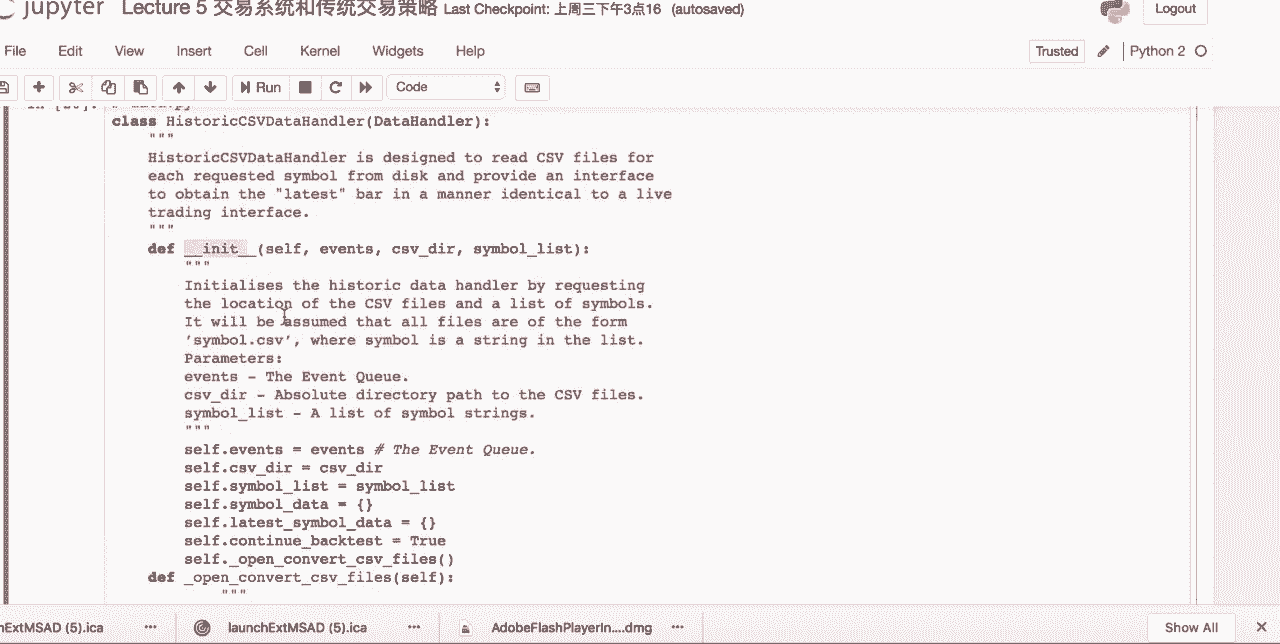 jupyter Lecture 5 交易系统和传统交易策略 Last Checkpoint: 上周三下午3点16 (autosaved)
Logout
File Edit View Insert Cell Kernel Widgets Help
Trusted Python 2
Run Code
class HistoricCSVDataHandler(DataHandler):
"""
HistoricCSVDataHandler is designed to read CSV files for
each requested symbol from disk and provide an interface
to obtain the "latest" bar in a manner identical to a live
trading interface.
"""
def __init__(self, events, csv_dir, symbol_list):
"""
Initialises the historic data handler by requesting
the location of the CSV files and a list of symbols.
It will be assumed that all files are of the form
’symbol.csv’, where symbol is a string in the list.
Parameters:
events - The Event Queue.
csv_dir - Absolute directory path to the CSV files.
symbol_list - A list of symbol strings.
"""
self.events = events # The Event Queue.
self.csv_dir = csv_dir
self.symbol_list = symbol_list
self.symbol_data = {}
self.latest_symbol_data = {}
self.continue_backtest = True
self._open_convert_csv_files()
def _open_convert_csv_files(self):
"""
hExtMSAD (5).ica ... launchExtMSAD (5).ica ... AdobeFlashPlayerIn....dmg ... Show All